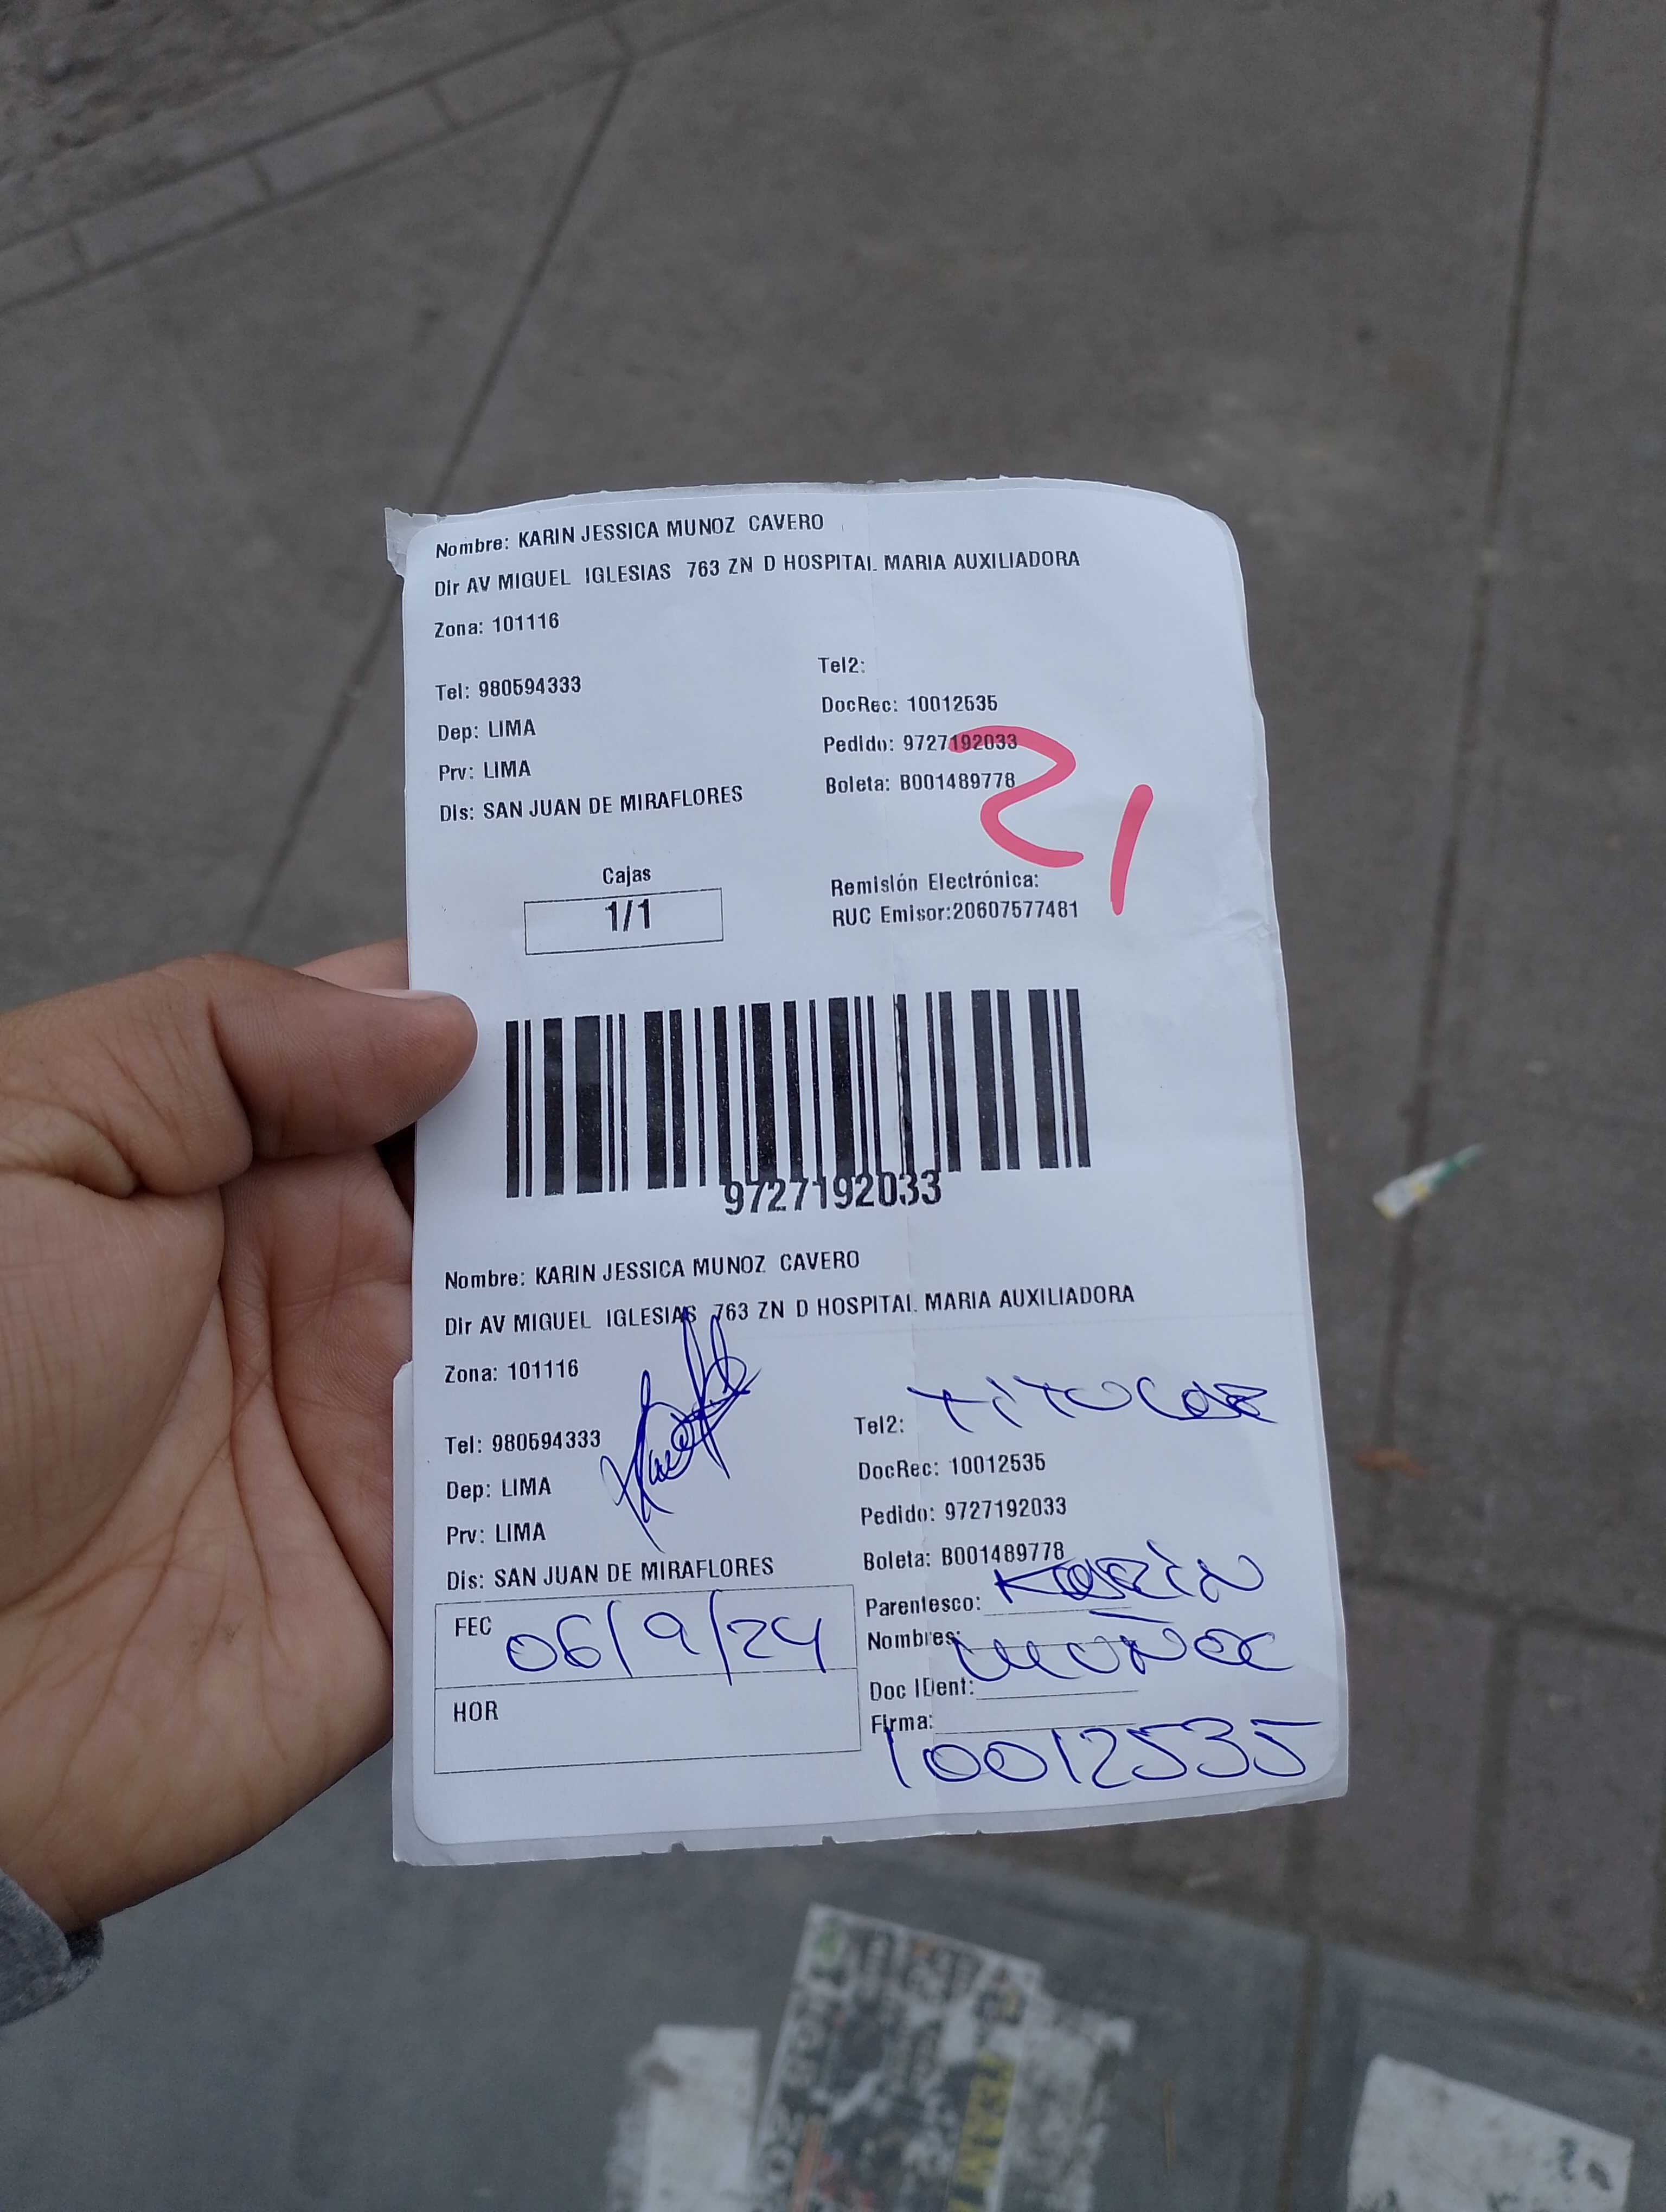 Nombre: KARIN JESSICA MUNOZ CAVERO
Dir AV MIGUEL IGLESIAS 763 ZN D HOSPITAL MARIA AUXILIADORA
Zona: 101116
Tel2:
Tel: 980594333
DocRec: 10012535
Dep: LIMA
Pedido: 9727192033
Prv: LIMA
Boleta: B001489778
Dis: SAN JUAN DE MIRAFLORES
21
Cajas
1/1
Remisión Electrónica:
RUC Emisor:20607577481
9727192033
Nombre: KARIN JESSICA MUNOZ CAVERO
Dir AV MIGUEL IGLESIAS 763 ZN D HOSPITAL MARIA AUXILIADORA
Zona: 101116
Tel2: TITULAR
Tel: 980594333
DocRec: 10012535
Dep: LIMA
Pedido: 9727192033
Prv: LIMA
Boleta: B001489778
Dis: SAN JUAN DE MIRAFLORES
Parentesco: KARIN
FEC 06/9/24
Nombres: MUÑOZ
Doc IDent:
HOR
Firma:
10012535